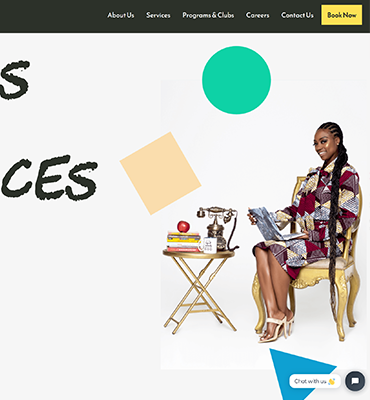 About Us Services Programs & Clubs Careers Contact Us Book Now
S
CES
Chat with us 👋